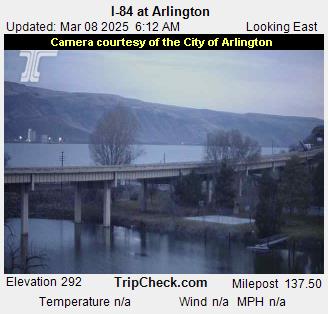 I-84 at Arlington
Updated: Mar 08 2025 6:12 AM Looking East
Camera courtesy of the City of Arlington
Elevation 292 TripCheck.com Milepost 137.50
Temperature n/a Wind n/a MPH n/a